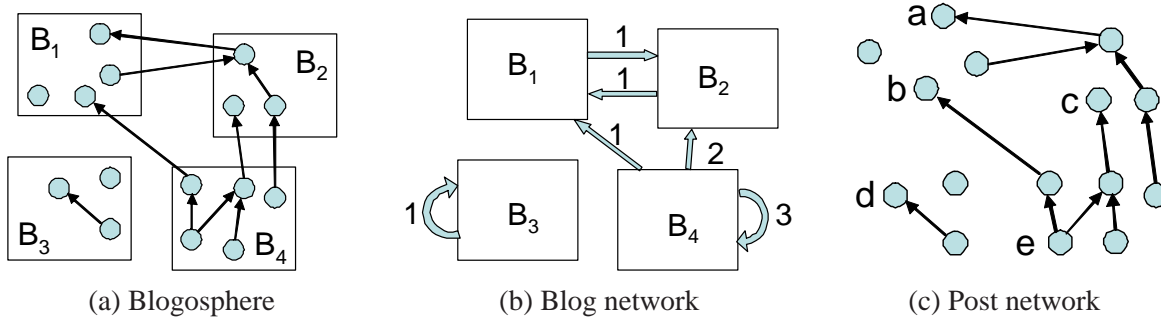 B1
B2
B3
B4
(a) Blogosphere
B1
1
1
B2
1
2
1
B3
B4
3
(b) Blog network
a
b
c
d
e
(c) Post network